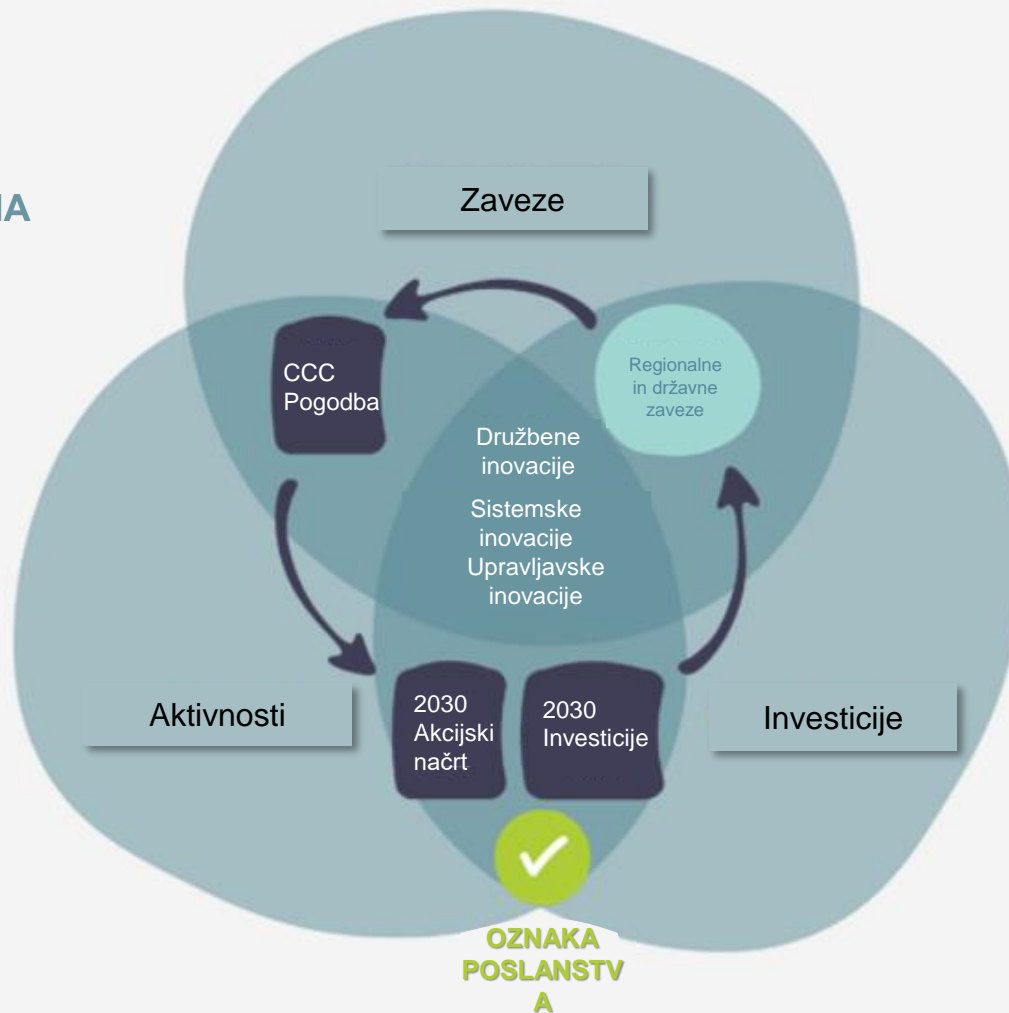 Zaveze
CCC
Pogodba
Regionalne
in državne
zaveze
Družbene
inovacije
Sistemske
inovacije
Upravljavske
inovacije
Aktivnosti
2030
Akcijski
načrt
2030
Investicije
Investicije
OZNAKA
POSLANSTV
A